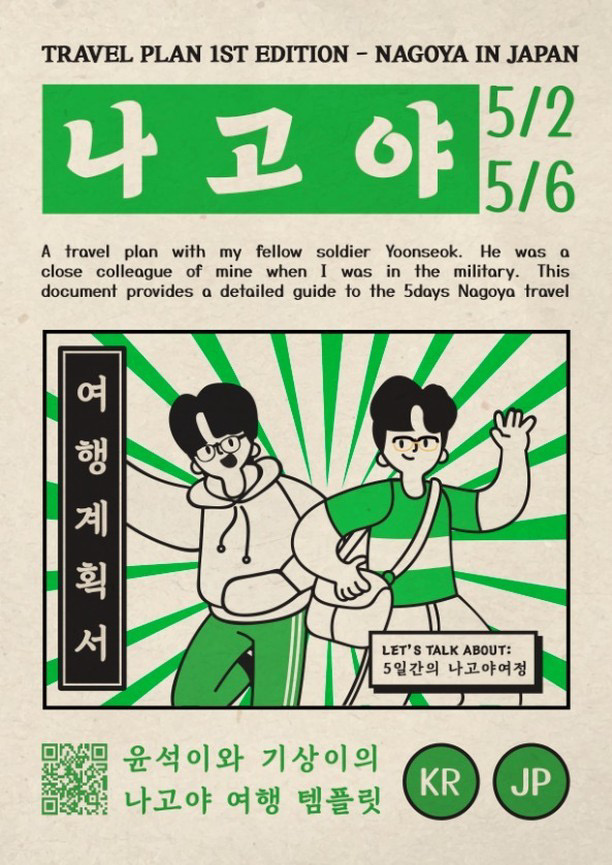 TRAVEL PLAN 1ST EDITION - NAGOYA IN JAPAN
나고야
5/2
5/6
A travel plan with my fellow soldier Yoonseok. He was a
close colleague of mine when I was in the military. This
document provides a detailed guide to the 5days Nagoya travel
여행계획서
LET'S TALK ABOUT:
5일간의 나고야여정
윤석이와 기상이의
나고야 여행 템플릿
KR
JP